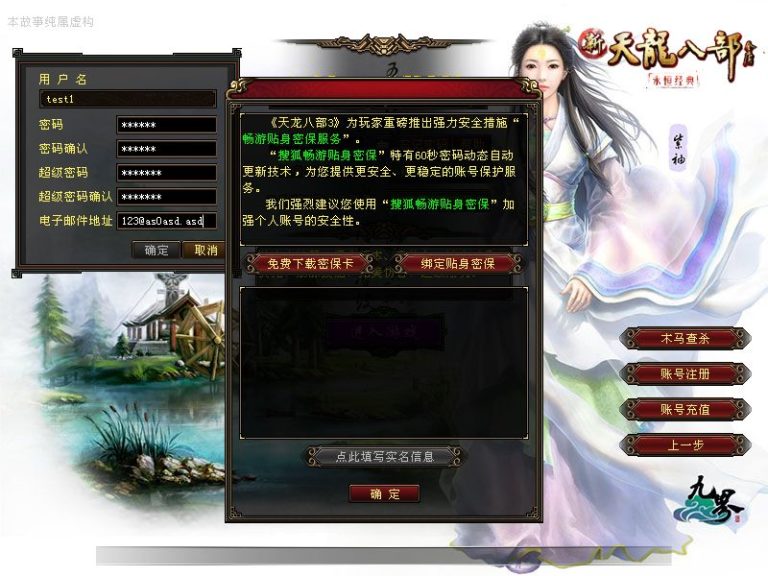 本故事纯属虚构
新天龍八部
永恒经典
紫袖
用户名
test1
密码
******
密码确认
******
超级密码
*******
超级密码确认
*******
电子邮件地址
123@as0asd.asd
确定
取消
《天龙八部3》为玩家重磅推出强力安全措施“
畅游贴身密保服务”。
“搜狐畅游贴身密保”特有60秒密码动态自动
更新技术，为您提供更安全、更稳定的账号保护服
务。
我们强烈建议您使用“搜狐畅游贴身密保”加
强个人账号的安全性。
免费下载密保卡
绑定贴身密保
进入游戏
点此填写实名信息
确定
木马查杀
账号注册
账号充值
上一步
九界